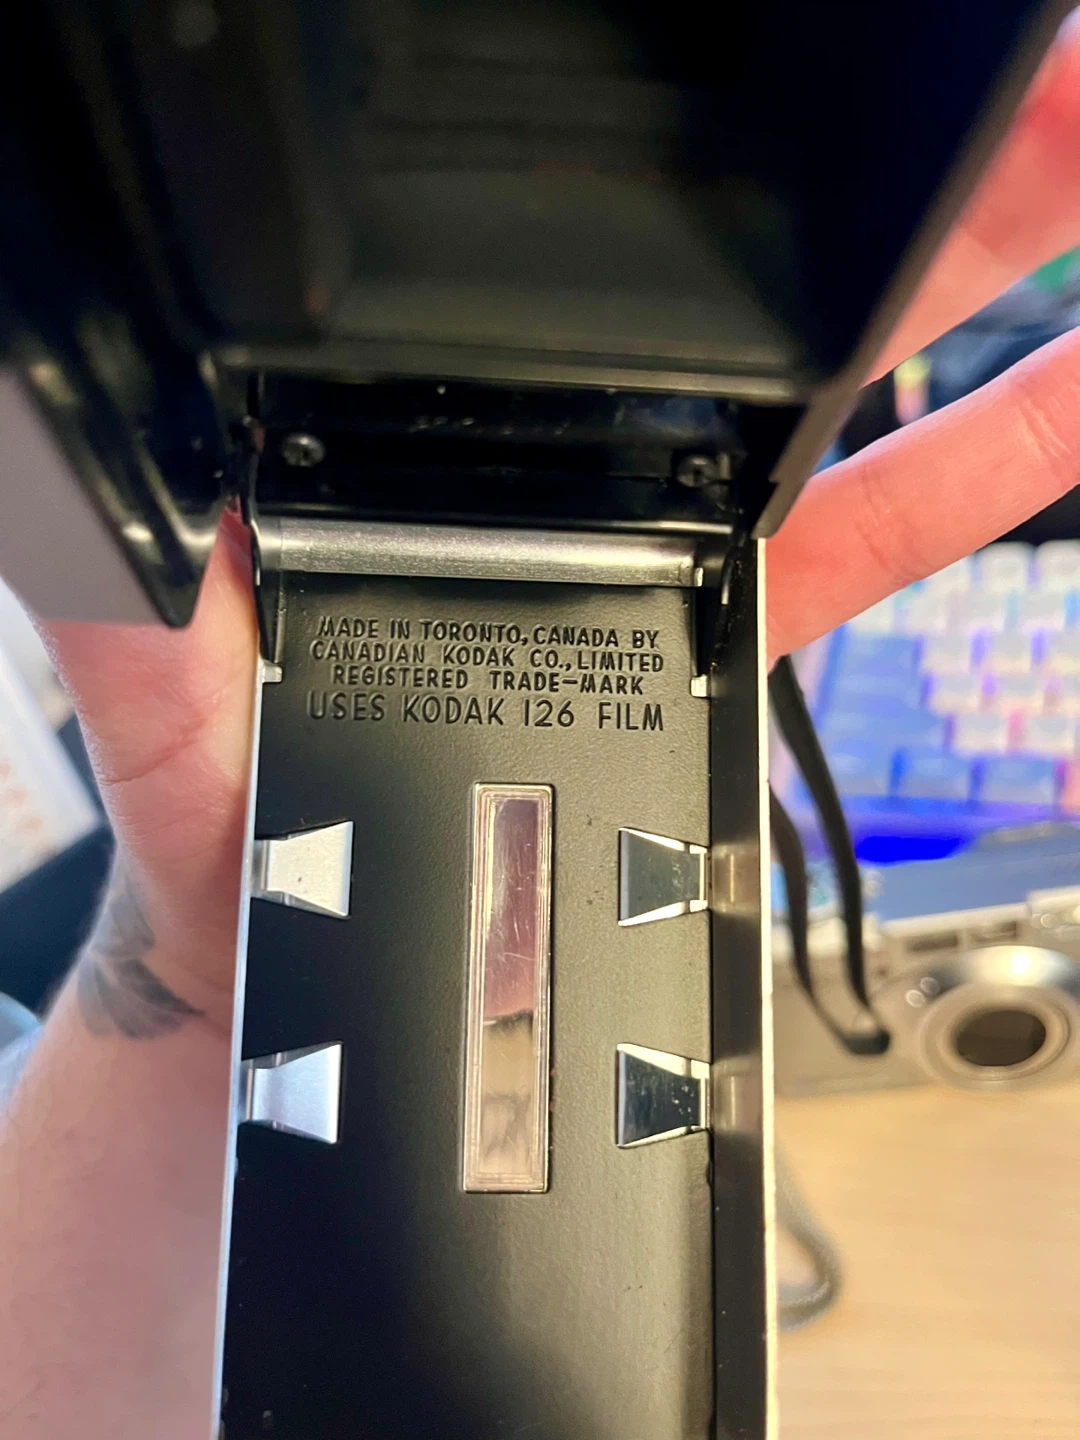 MADE IN TORONTO, CANADA BY
CANADIAN KODAK CO., LIMITED
REGISTERED TRADE-MARK
USES KODAK 126 FILM